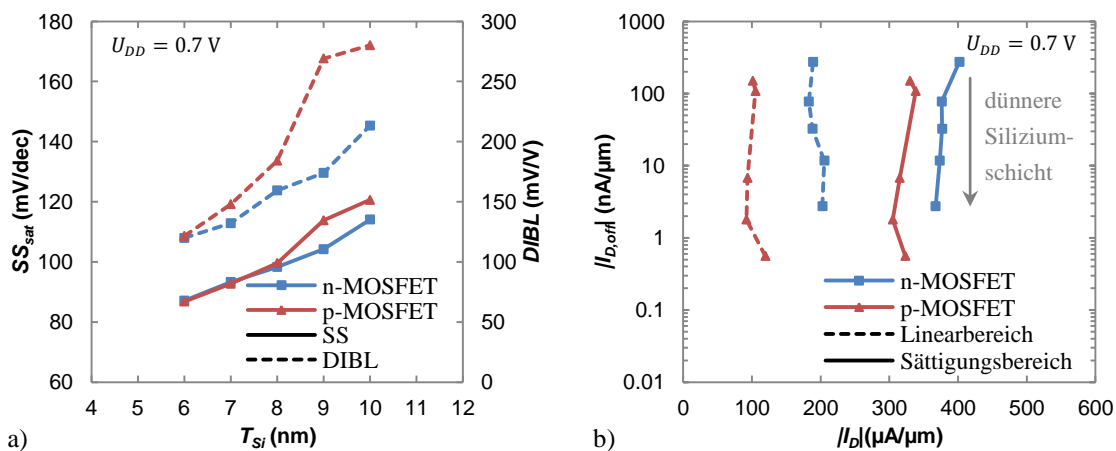 180
160
140
120
100
80
60
SS_sat (mV/dec)
U_DD = 0.7 V
300
250
200
150
100
50
0
DIBL (mV/V)
n-MOSFET
p-MOSFET
SS
DIBL
4 5 6 7 8 9 10 11 12
T_Si (nm)
a)
1000
100
10
1
0.1
0.01
|I_D,off| (nA/µm)
U_DD = 0.7 V
dünnere
Silizium-
schicht
n-MOSFET
p-MOSFET
Linearbereich
Sättigungsbereich
0 100 200 300 400 500 600
|I_D|(µA/µm)
b)